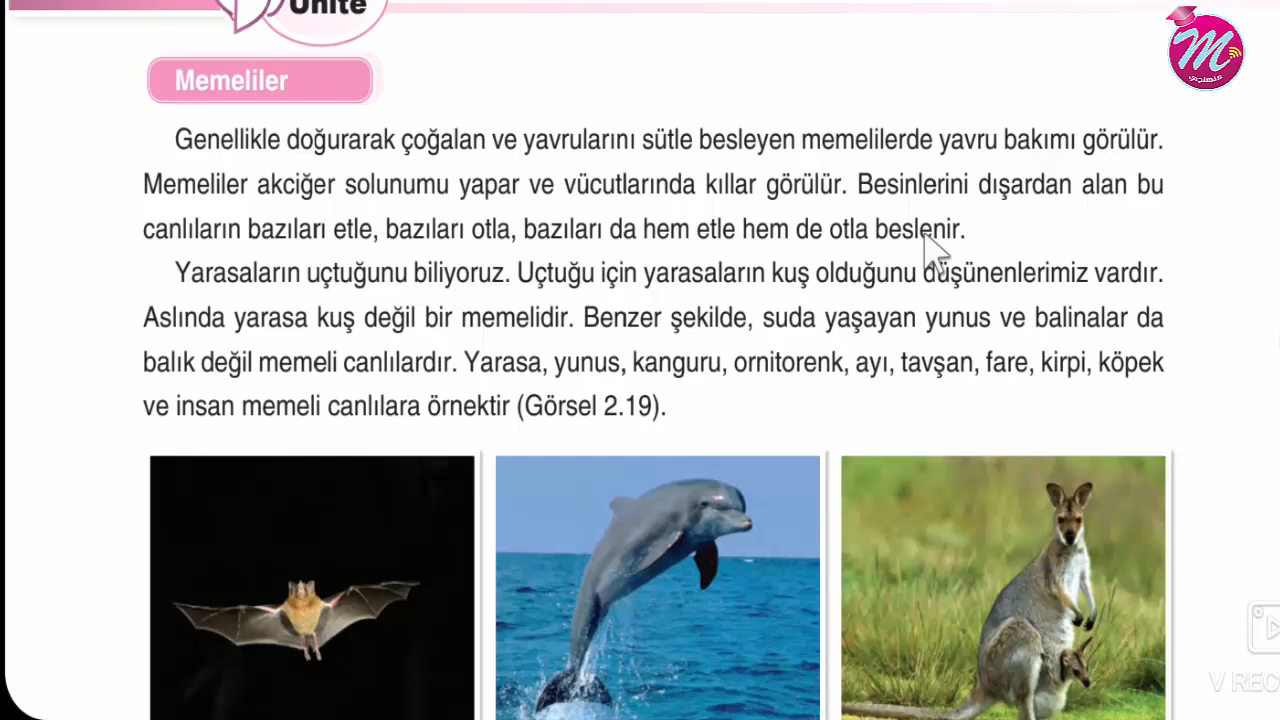 Ünite
Memeliler
Genellikle doğurarak çoğalan ve yavrularını sütle besleyen memelilerde yavru bakımı görülür.
Memeliler akciğer solunumu yapar ve vücutlarında kıllar görülür. Besinlerini dışardan alan bu
canlıların bazıları etle, bazıları otla, bazıları da hem etle hem de otla beslenir.
Yarasaların uçtuğunu biliyoruz. Uçtuğu için yarasaların kuş olduğunu düşünenlerimiz vardır.
Aslında yarasa kuş değil bir memelidir. Benzer şekilde, suda yaşayan yunus ve balinalar da
balık değil memeli canlılardır. Yarasa, yunus, kanguru, ornitorenk, ayı, tavşan, fare, kirpi, köpek
ve insan memeli canlılara örnektir (Görsel 2.19).
V REC